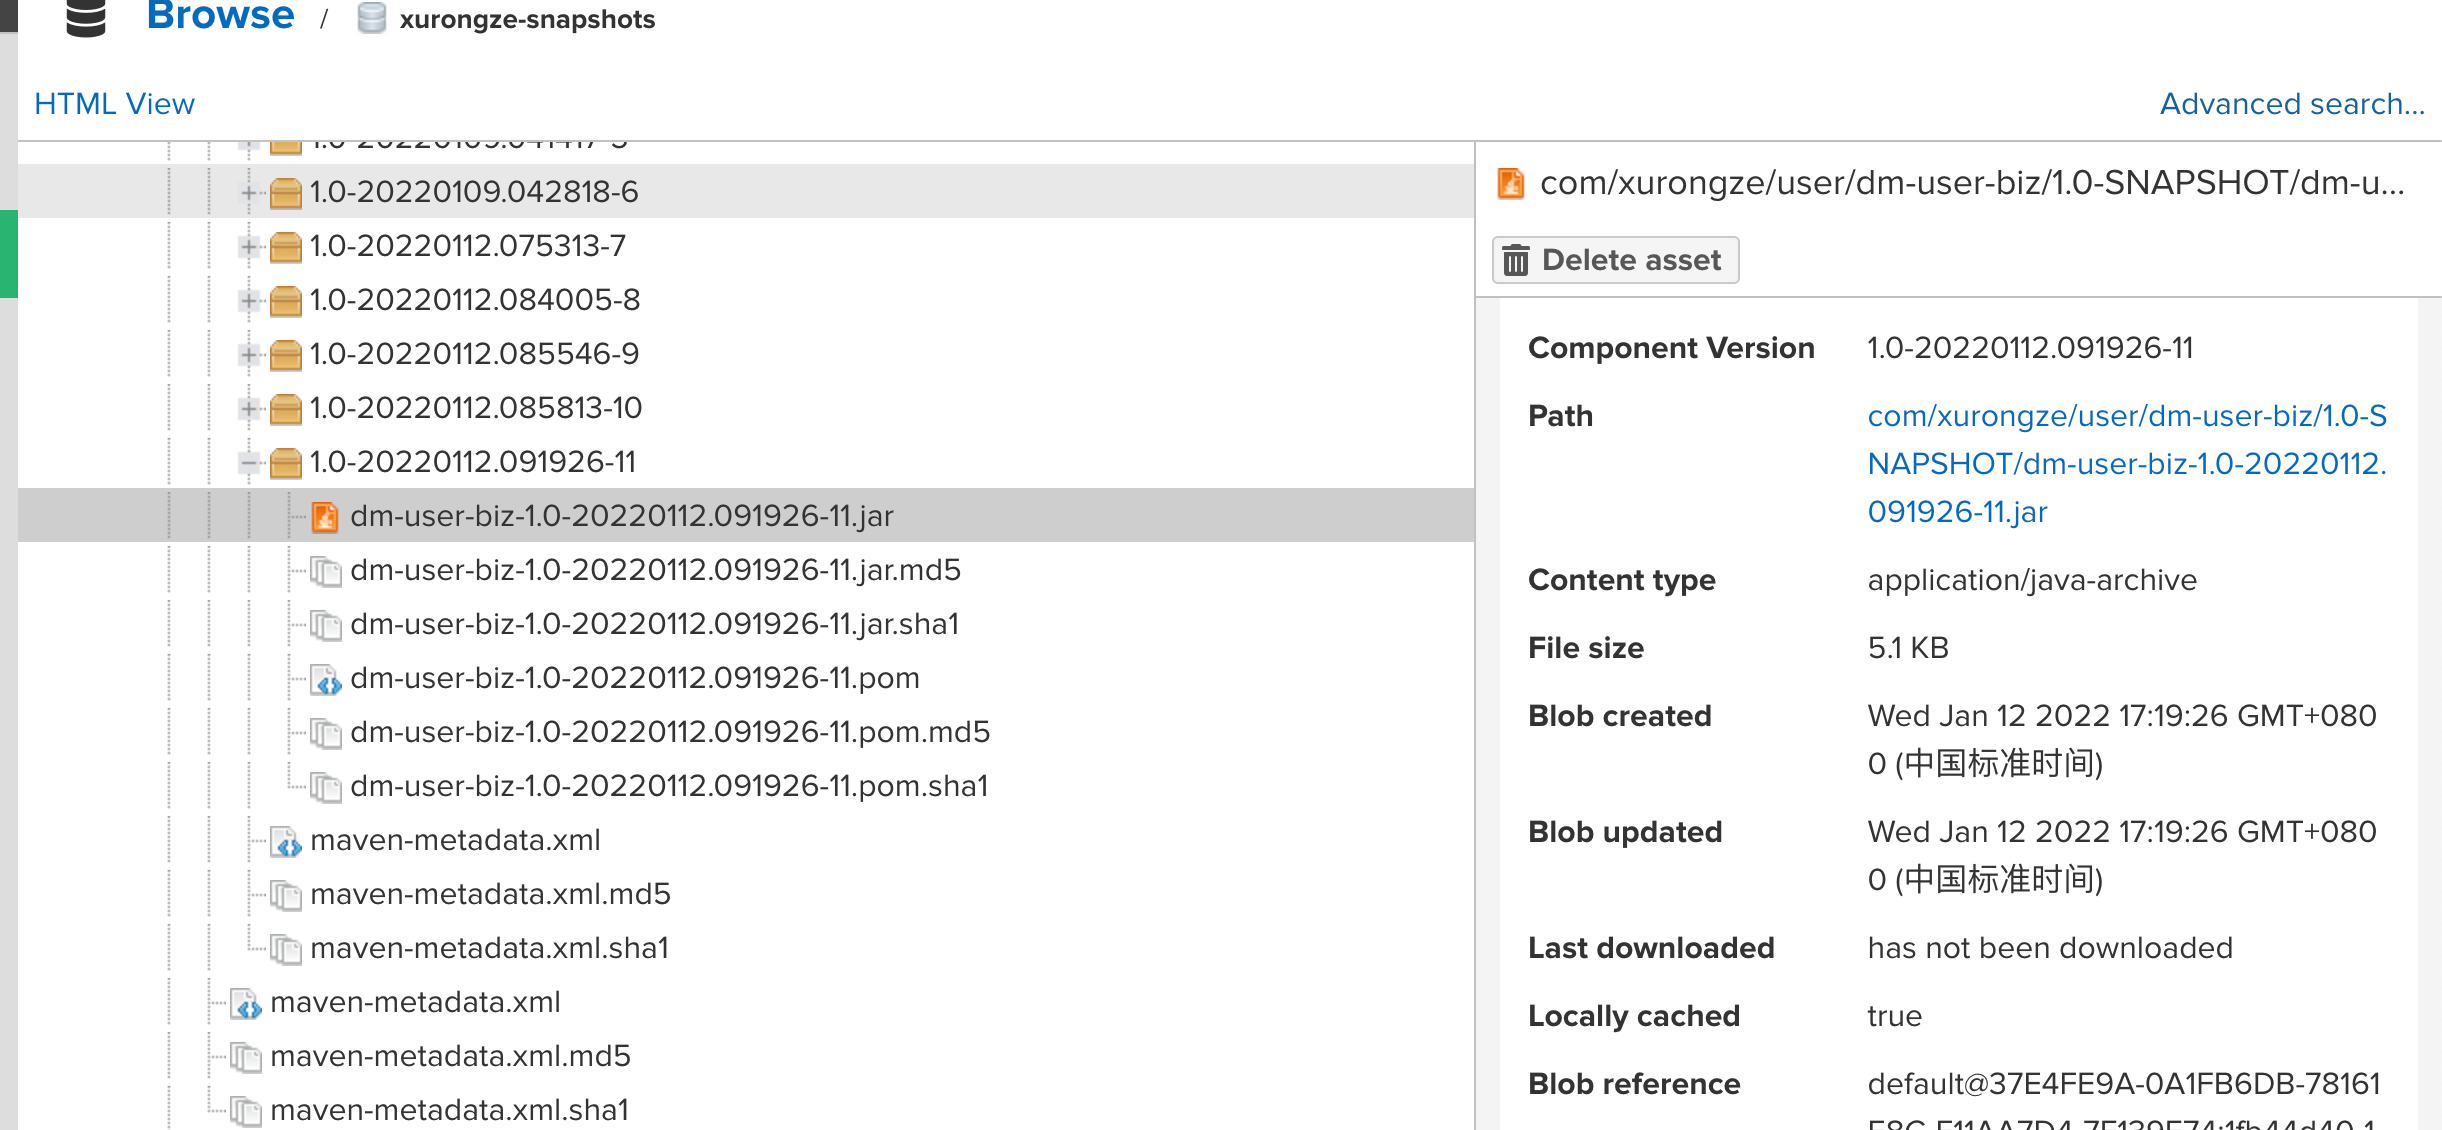 Browse / xurongze-snapshots
HTML View
Advanced search...
1.0-20220109.042818-6
1.0-20220112.075313-7
1.0-20220112.084005-8
1.0-20220112.085546-9
1.0-20220112.085813-10
1.0-20220112.091926-11
dm-user-biz-1.0-20220112.091926-11.jar
dm-user-biz-1.0-20220112.091926-11.jar.md5
dm-user-biz-1.0-20220112.091926-11.jar.sha1
dm-user-biz-1.0-20220112.091926-11.pom
dm-user-biz-1.0-20220112.091926-11.pom.md5
dm-user-biz-1.0-20220112.091926-11.pom.sha1
maven-metadata.xml
maven-metadata.xml.md5
maven-metadata.xml.sha1
maven-metadata.xml
maven-metadata.xml.md5
maven-metadata.xml.sha1
com/xurongze/user/dm-user-biz/1.0-SNAPSHOT/dm-u...
Delete asset
Component Version 1.0-20220112.091926-11
Path com/xurongze/user/dm-user-biz/1.0-S
NAPSHOT/dm-user-biz-1.0-20220112.
091926-11.jar
Content type application/java-archive
File size 5.1 KB
Blob created Wed Jan 12 2022 17:19:26 GMT+080
0 (中国标准时间)
Blob updated Wed Jan 12 2022 17:19:26 GMT+080
0 (中国标准时间)
Last downloaded has not been downloaded
Locally cached true
Blob reference default@37E4FE9A-0A1FB6DB-78161